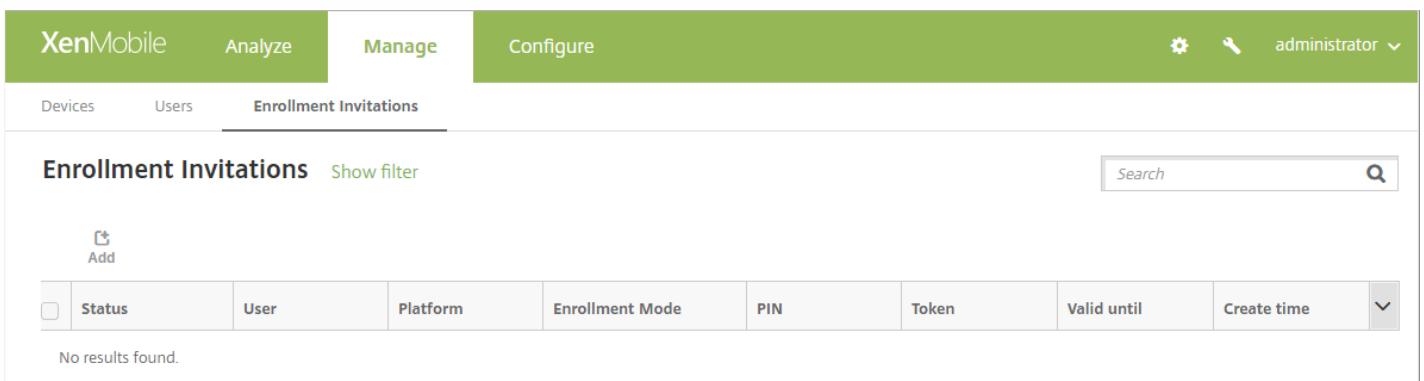 XenMobile Analyze Manage Configure administrator
Devices Users Enrollment Invitations
Enrollment Invitations Show filter Search
Add
Status User Platform Enrollment Mode PIN Token Valid until Create time
No results found.